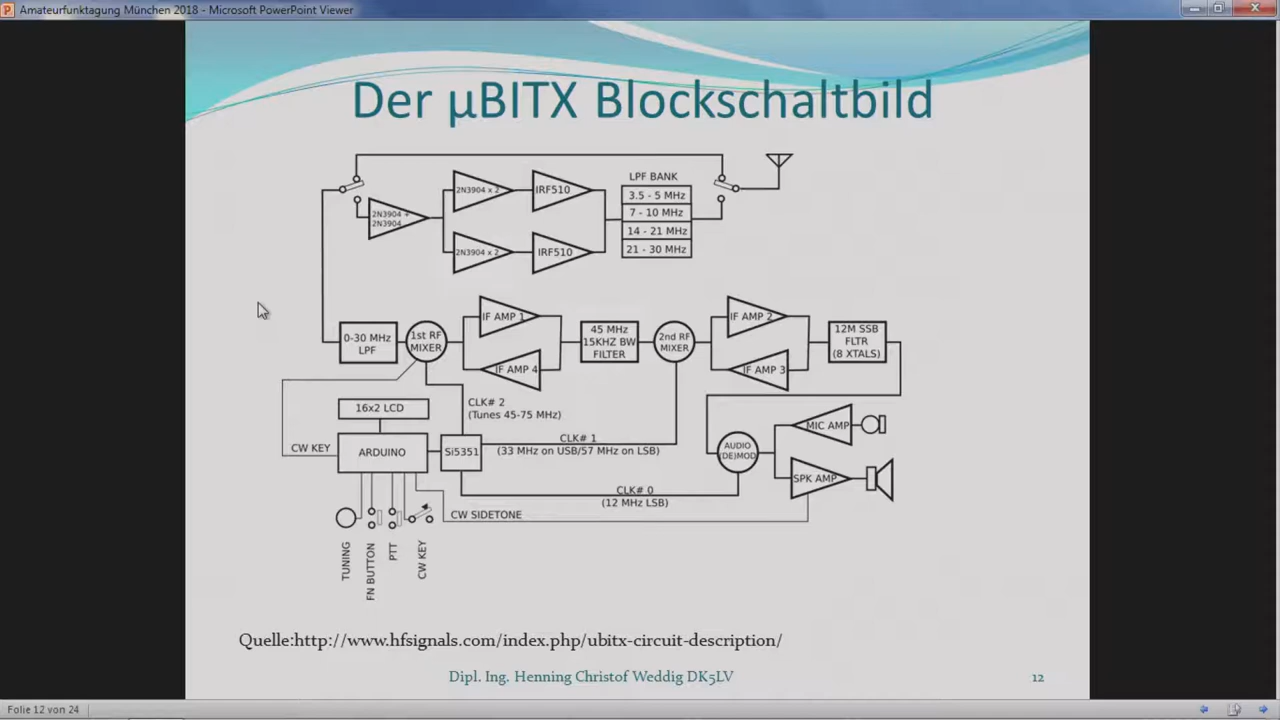 Amateurfunktagung München 2018 - Microsoft PowerPoint Viewer
Der µBITX Blockschaltbild
LPF BANK
3.5 - 5 MHz
7 - 10 MHz
14 - 21 MHz
21 - 30 MHz
2N3904 x 2
IRF510
2N3904 +
2N3904
2N3904 x 2
IRF510
0-30 MHz
LPF
1st RF
MIXER
IF AMP 1
IF AMP 4
45 MHz
15KHZ BW
FILTER
2nd RF
MIXER
IF AMP 2
IF AMP 3
12M SSB
FLTR
(8 XTALS)
16x2 LCD
CLK# 2
(Tunes 45-75 MHz)
CW KEY
ARDUINO
Si5351
CLK# 1
(33 MHz on USB/57 MHz on LSB)
AUDIO
(DE)MOD
MIC AMP
SPK AMP
CLK# 0
(12 MHz LSB)
CW SIDETONE
TUNING
FN BUTTON
PTT
CW KEY
Quelle:http://www.hfsignals.com/index.php/ubitx-circuit-description/
Dipl. Ing. Henning Christof Weddig DK5LV
12
Folie 12 von 24